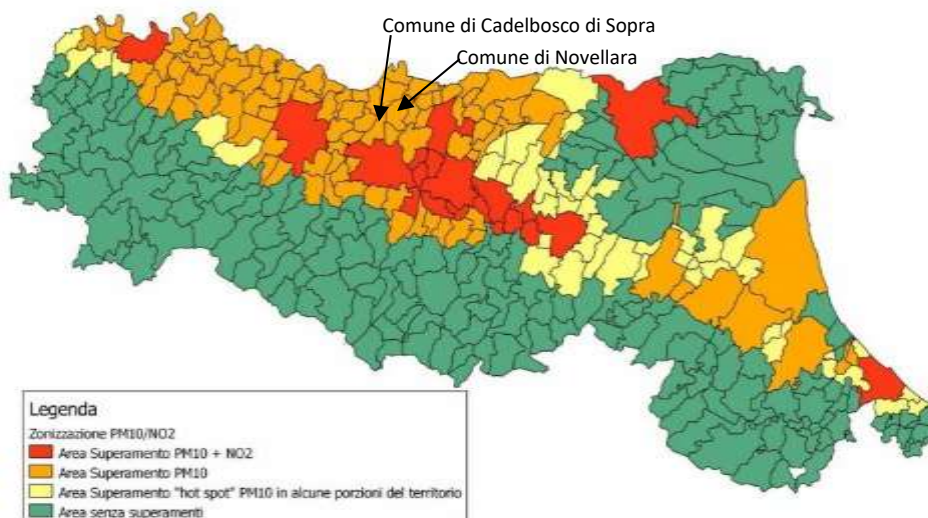 Comune di Cadelbosco di Sopra
Comune di Novellara
Legenda
Zonizzazione PM10/NO2
Area Superamento PM10 + NO2
Area Superamento PM10
Area Superamento "hot spot" PM10 in alcune porzioni del territorio
Area senza superamenti